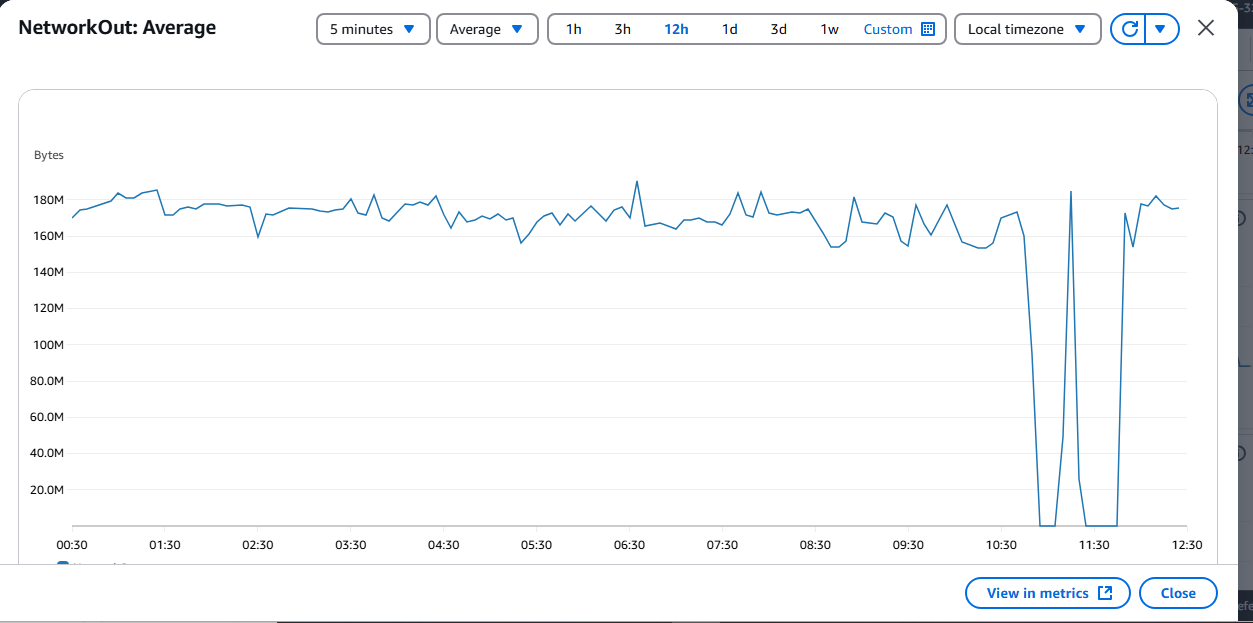 NetworkOut: Average
5 minutes Average 1h 3h 12h 1d 3d 1w Custom Local timezone
Bytes
180M
160M
140M
120M
100M
80.0M
60.0M
40.0M
20.0M
00:30 01:30 02:30 03:30 04:30 05:30 06:30 07:30 08:30 09:30 10:30 11:30 12:30
View in metrics Close